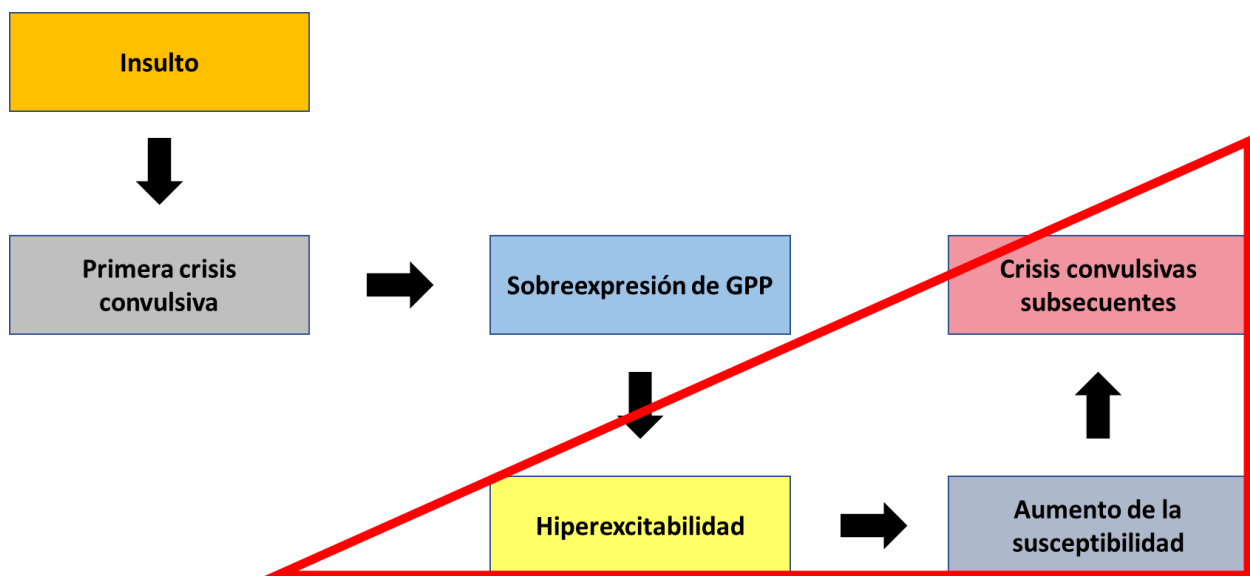 Insulto
Primera crisis
convulsiva
Sobreexpresión de GPP
Crisis convulsivas
subsecuentes
Hiperexcitabilidad
Aumento de la
susceptibilidad